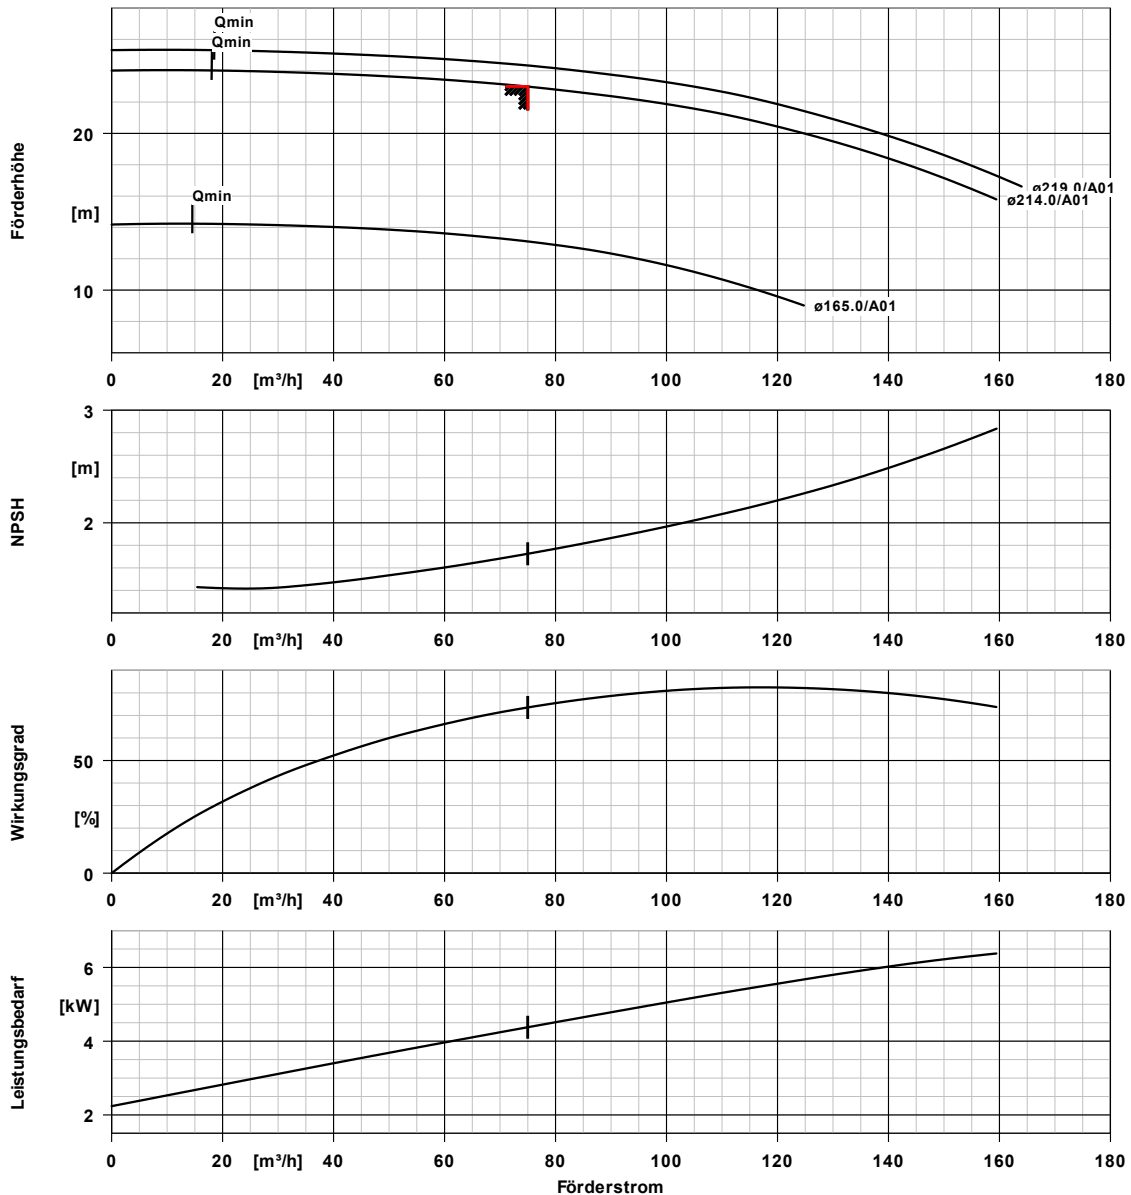 Qmin
Qmin
Förderhöhe
20
[m]
Qmin
ø219.0/A01
ø214.0/A01
10
ø165.0/A01
0 20 [m³/h] 40 60 80 100 120 140 160 180
3
[m]
NPSH
2
0 20 [m³/h] 40 60 80 100 120 140 160 180
Wirkungsgrad
50
[%]
0
0 20 [m³/h] 40 60 80 100 120 140 160 180
Leistungsbedarf
6
[kW]
4
2
0 20 [m³/h] 40 60 80 100 120 140 160 180
Förderstrom